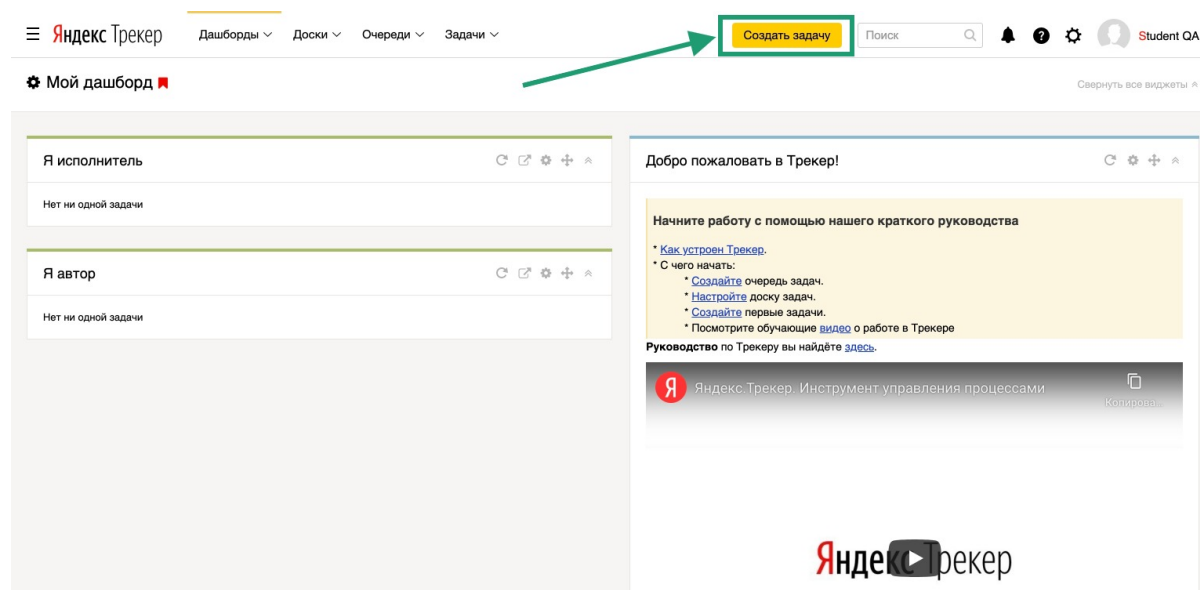 Яндекс Трекер Дашборды Доски Очереди Задачи Создать задачу Поиск Student QA
Мой дашборд Свернуть все виджеты
Я исполнитель
Нет ни одной задачи
Я автор
Нет ни одной задачи
Добро пожаловать в Трекер!
Начните работу с помощью нашего краткого руководства
* Как устроен Трекер.
* С чего начать:
* Создайте очередь задач.
* Настройте доску задач.
* Создайте первые задачи.
* Посмотрите обучающие видео о работе в Трекере
Руководство по Трекеру вы найдёте здесь.
Я Яндекс.Трекер. Инструмент управления процессами
Копирова...
Яндекс Трекер